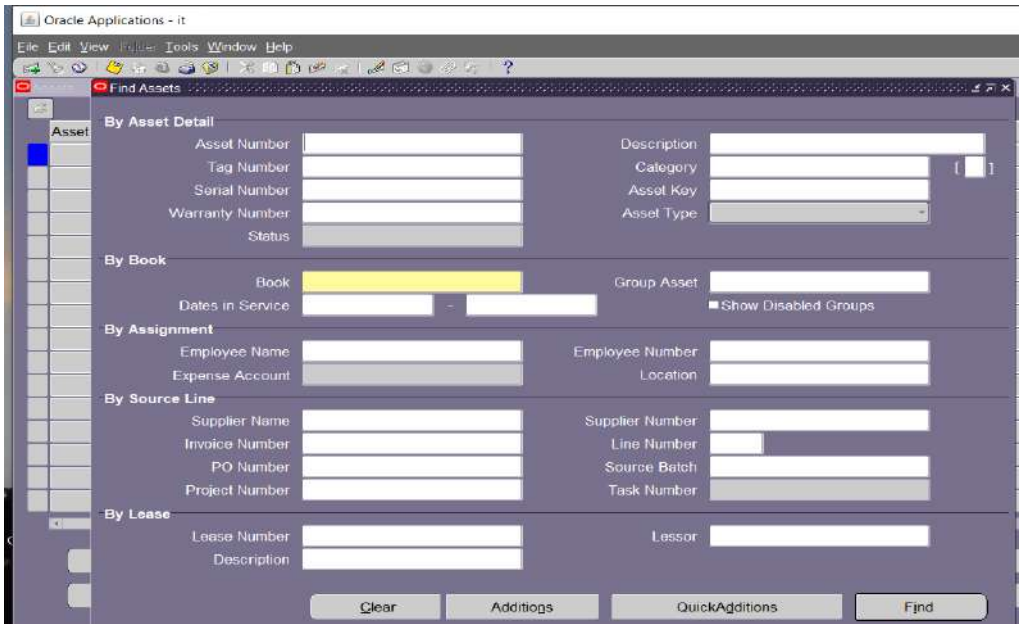 Oracle Applications - it
File Edit View Folder Tools Window Help
Assets
Find Assets
Asset
By Asset Detail
Asset Number Description
Tag Number Category [ ]
Serial Number Asset Key
Warranty Number Asset Type
Status
By Book
Book Group Asset
Dates in Service - Show Disabled Groups
By Assignment
Employee Name Employee Number
Expense Account Location
By Source Line
Supplier Name Supplier Number
Invoice Number Line Number
PO Number Source Batch
Project Number Task Number
By Lease
Lease Number Lessor
Description
Clear Additions QuickAdditions Find